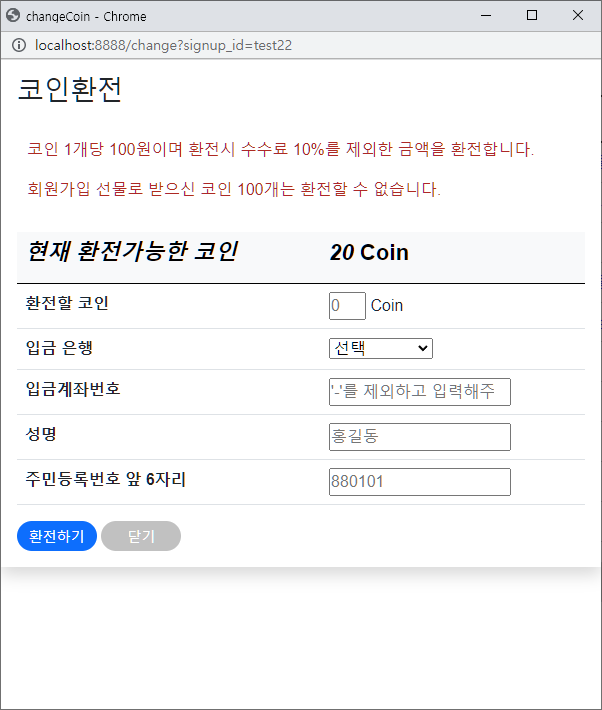 changeCoin - Chrome
localhost:8888/change?signup_id=test22
코인환전
코인 1개당 100원이며 환전시 수수료 10%를 제외한 금액을 환전합니다.
회원가입 선물로 받으신 코인 100개는 환전할 수 없습니다.
현재 환전가능한 코인 20 Coin
환전할 코인 0 Coin
입금 은행 선택
입금계좌번호 '-'를 제외하고 입력해주
성명 홍길동
주민등록번호 앞 6자리 880101
환전하기 닫기